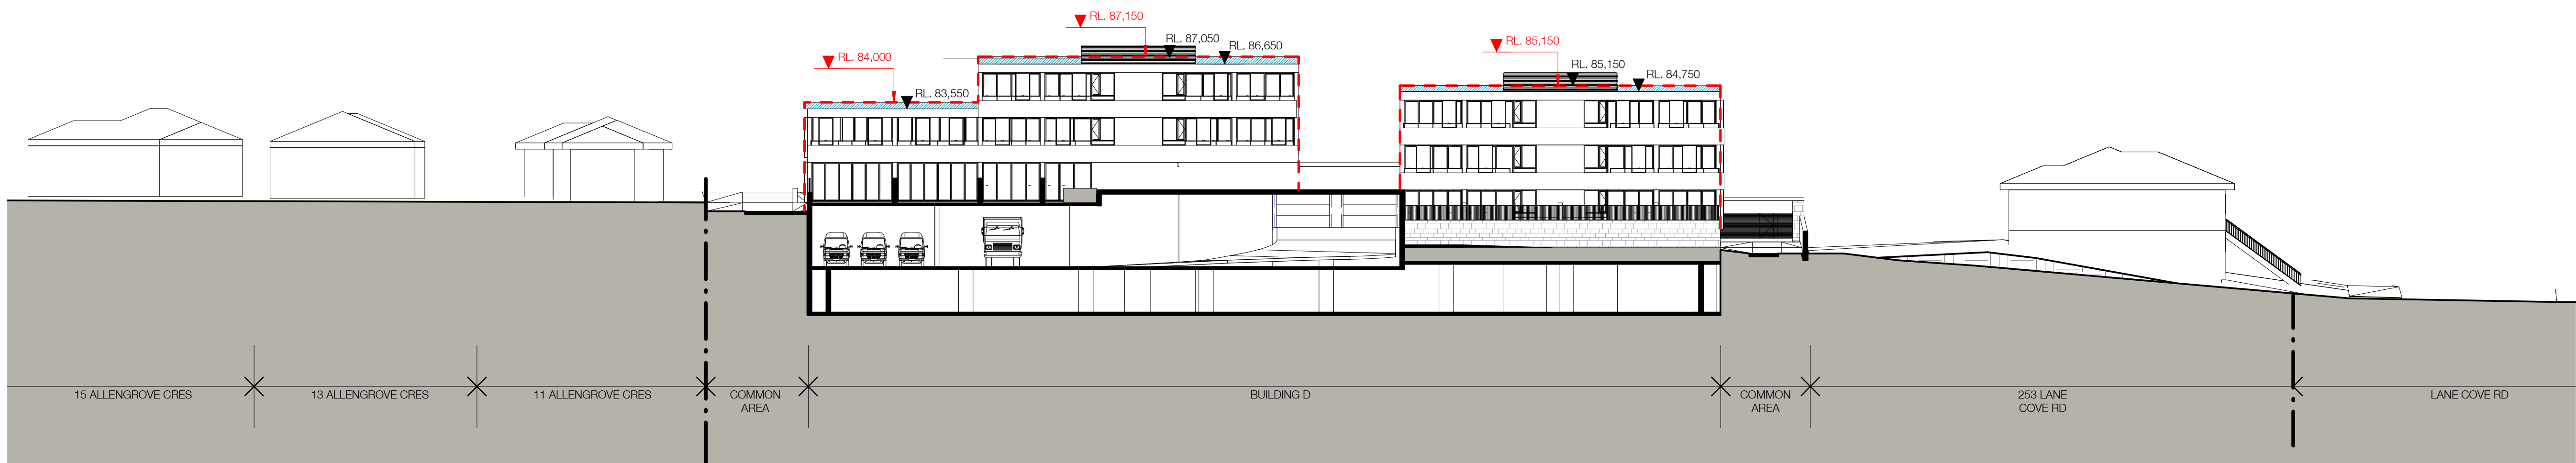 RL. 87,150
RL. 87,050
RL. 86,650
RL. 84,000
RL. 83,550
RL. 85,150
RL. 85,150
RL. 84,750
15 ALLENGROVE CRES
13 ALLENGROVE CRES
11 ALLENGROVE CRES
COMMON
AREA
BUILDING D
COMMON
AREA
253 LANE
COVE RD
LANE COVE RD